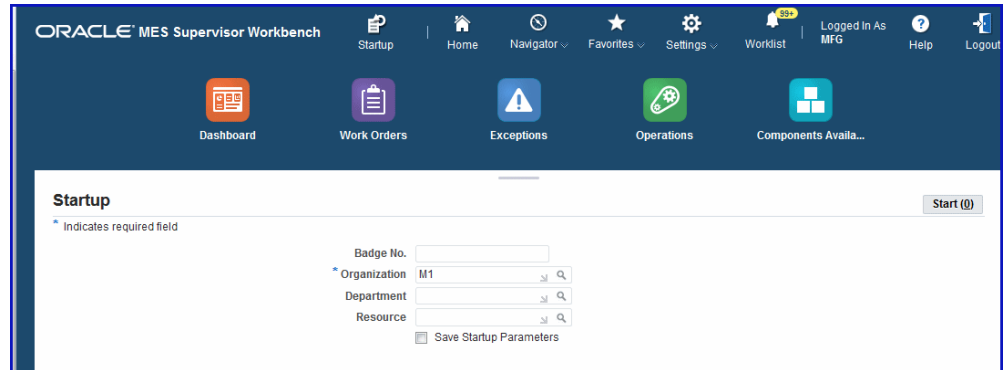 ORACLE MES Supervisor Workbench
Startup
Home
Navigator
Favorites
Settings
99+
Worklist
Logged In As
MFG
Help
Logout
Dashboard
Work Orders
Exceptions
Operations
Components Availa...
Startup
Start (0)
* Indicates required field
Badge No.
* Organization M1
Department
Resource
Save Startup Parameters